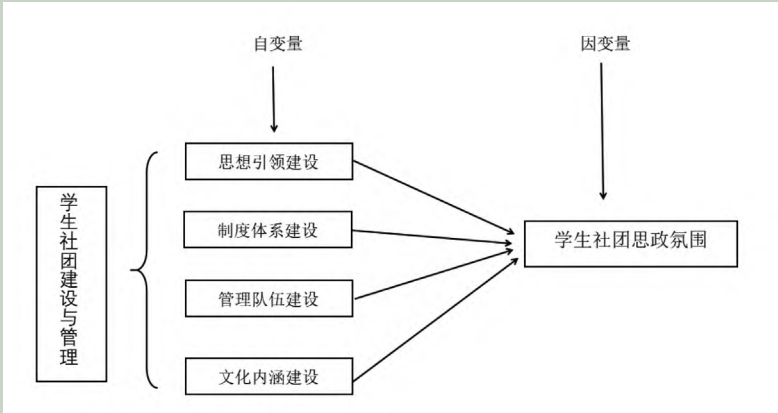 自变量
因变量
学生社团建设与管理
思想引领建设
制度体系建设
管理队伍建设
文化内涵建设
学生社团思政氛围